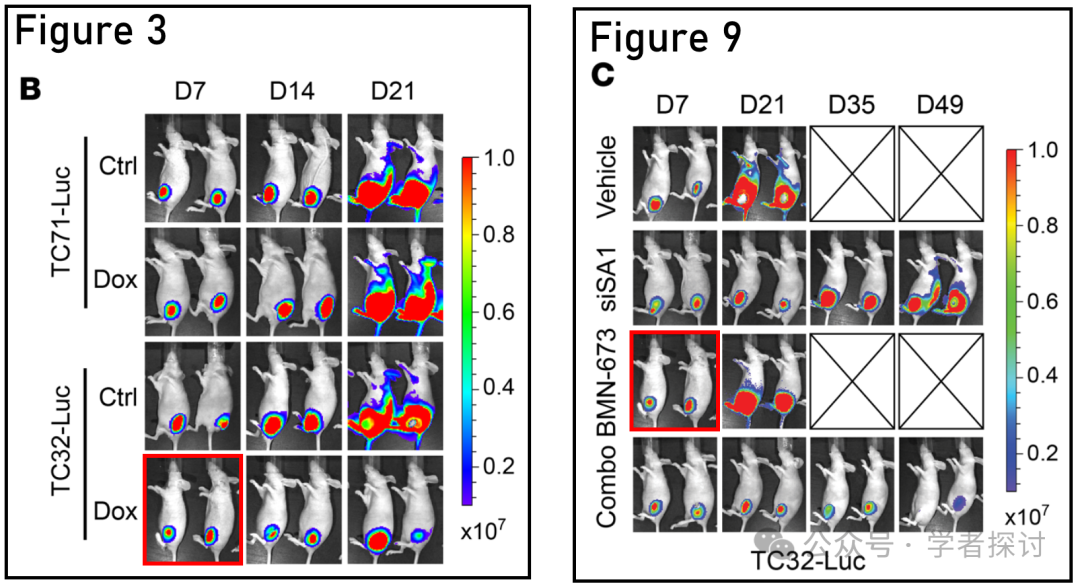 Figure 3
B
D7 D14 D21
TC71-Luc
Ctrl
Dox
TC32-Luc
Ctrl
Dox
1.0
0.8
0.6
0.4
0.2
x10⁷
Figure 9
C
D7 D21 D35 D49
Vehicle
siSA1
BMN-673
Combo
1.0
0.8
0.6
0.4
0.2
x10⁷
TC32-Luc
公众号 · 学者探讨